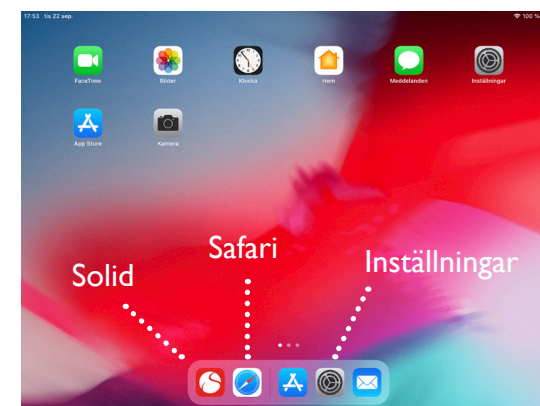 17:53 tis 22 sep.
100 %
FaceTime
Bilder
Klocka
Hem
Meddelanden
Inställningar
App Store
Kamera
Safari
Solid
Inställningar